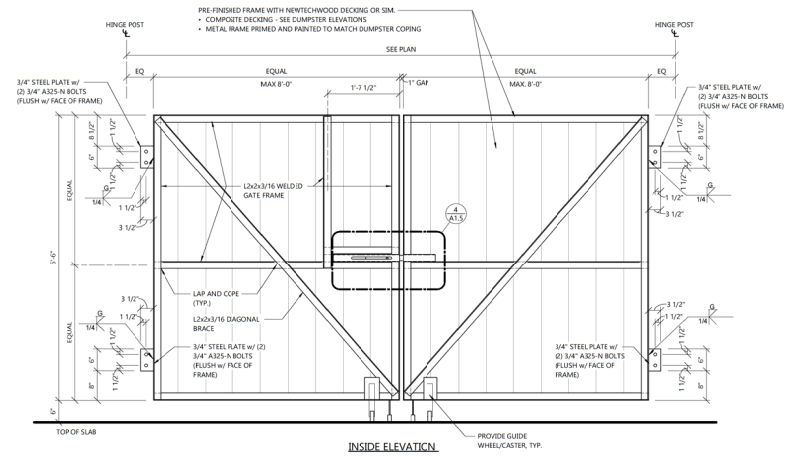 PRE-FINISHED FRAME WITH NEWTECHWOOD DECKING OR SIM.
• COMPOSITE DECKING - SEE DUMPSTER ELEVATIONS
• METAL FRAME PRIMED AND PAINTED TO MATCH DUMPSTER COPING
HINGE POST
HINGE POST
SEE PLAN
EQ
EQUAL
EQUAL
EQ
MAX 8'-0"
1" GAP
MAX. 8'-0"
1'-7 1/2"
3/4" STEEL PLATE w/
(2) 3/4" A325-N BOLTS
(FLUSH w/ FACE OF FRAME)
3/4" STEEL PLATE w/
(2) 3/4" A325-N BOLTS
(FLUSH w/ FACE OF FRAME)
8 1/2"
1 1/2"
6"
1 1/2"
1 1/2"
8 1/2"
6"
1 1/2"
EQUAL
L2x2x3/16 WELDED
GATE FRAME
G
1/4
1 1/2"
3 1/2"
G
1/4
1 1/2"
3 1/2"
4
A1.5
LAP AND COPE
(TYP.)
L2x2x3/16 DIAGONAL
BRACE
3 1/2"
1 1/2"
G
1/4
3 1/2"
1 1/2"
G
1/4
EQUAL
3/4" STEEL PLATE w/ (2)
3/4" A325-N BOLTS
(FLUSH w/ FACE OF
FRAME)
3/4" STEEL PLATE w/
(2) 3/4" A325-N BOLTS
(FLUSH w/ FACE OF
FRAME)
6"
1 1/2"
8"
1 1/2"
1 1/2"
6"
1 1/2"
8"
6"
TOP OF SLAB
PROVIDE GUIDE
WHEEL/CASTER, TYP.
INSIDE ELEVATION